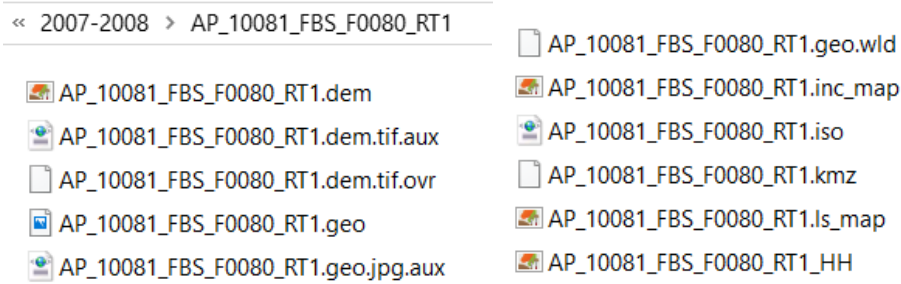 « 2007-2008 > AP_10081_FBS_F0080_RT1
AP_10081_FBS_F0080_RT1.dem
AP_10081_FBS_F0080_RT1.dem.tif.aux
AP_10081_FBS_F0080_RT1.dem.tif.ovr
AP_10081_FBS_F0080_RT1.geo
AP_10081_FBS_F0080_RT1.geo.jpg.aux
AP_10081_FBS_F0080_RT1.geo.wld
AP_10081_FBS_F0080_RT1.inc_map
AP_10081_FBS_F0080_RT1.iso
AP_10081_FBS_F0080_RT1.kmz
AP_10081_FBS_F0080_RT1.ls_map
AP_10081_FBS_F0080_RT1_HH